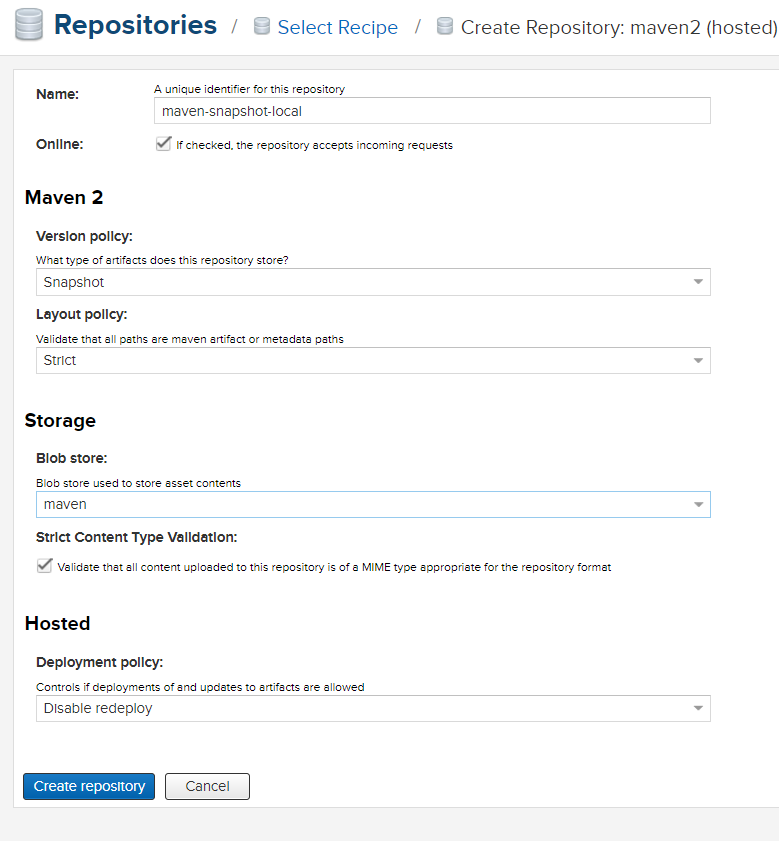 Repositories / Select Recipe / Create Repository: maven2 (hosted)
Name:
A unique identifier for this repository
maven-snapshot-local
Online:
If checked, the repository accepts incoming requests
Maven 2
Version policy:
What type of artifacts does this repository store?
Snapshot
Layout policy:
Validate that all paths are maven artifact or metadata paths
Strict
Storage
Blob store:
Blob store used to store asset contents
maven
Strict Content Type Validation:
Validate that all content uploaded to this repository is of a MIME type appropriate for the repository format
Hosted
Deployment policy:
Controls if deployments of and updates to artifacts are allowed
Disable redeploy
Create repository
Cancel